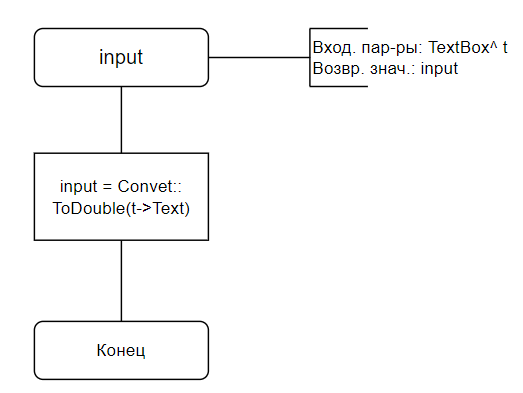 input
Вход. пар-ры: TextBox^ t
Возвр. знач.: input
input = Convet::
ToDouble(t->Text)
Конец